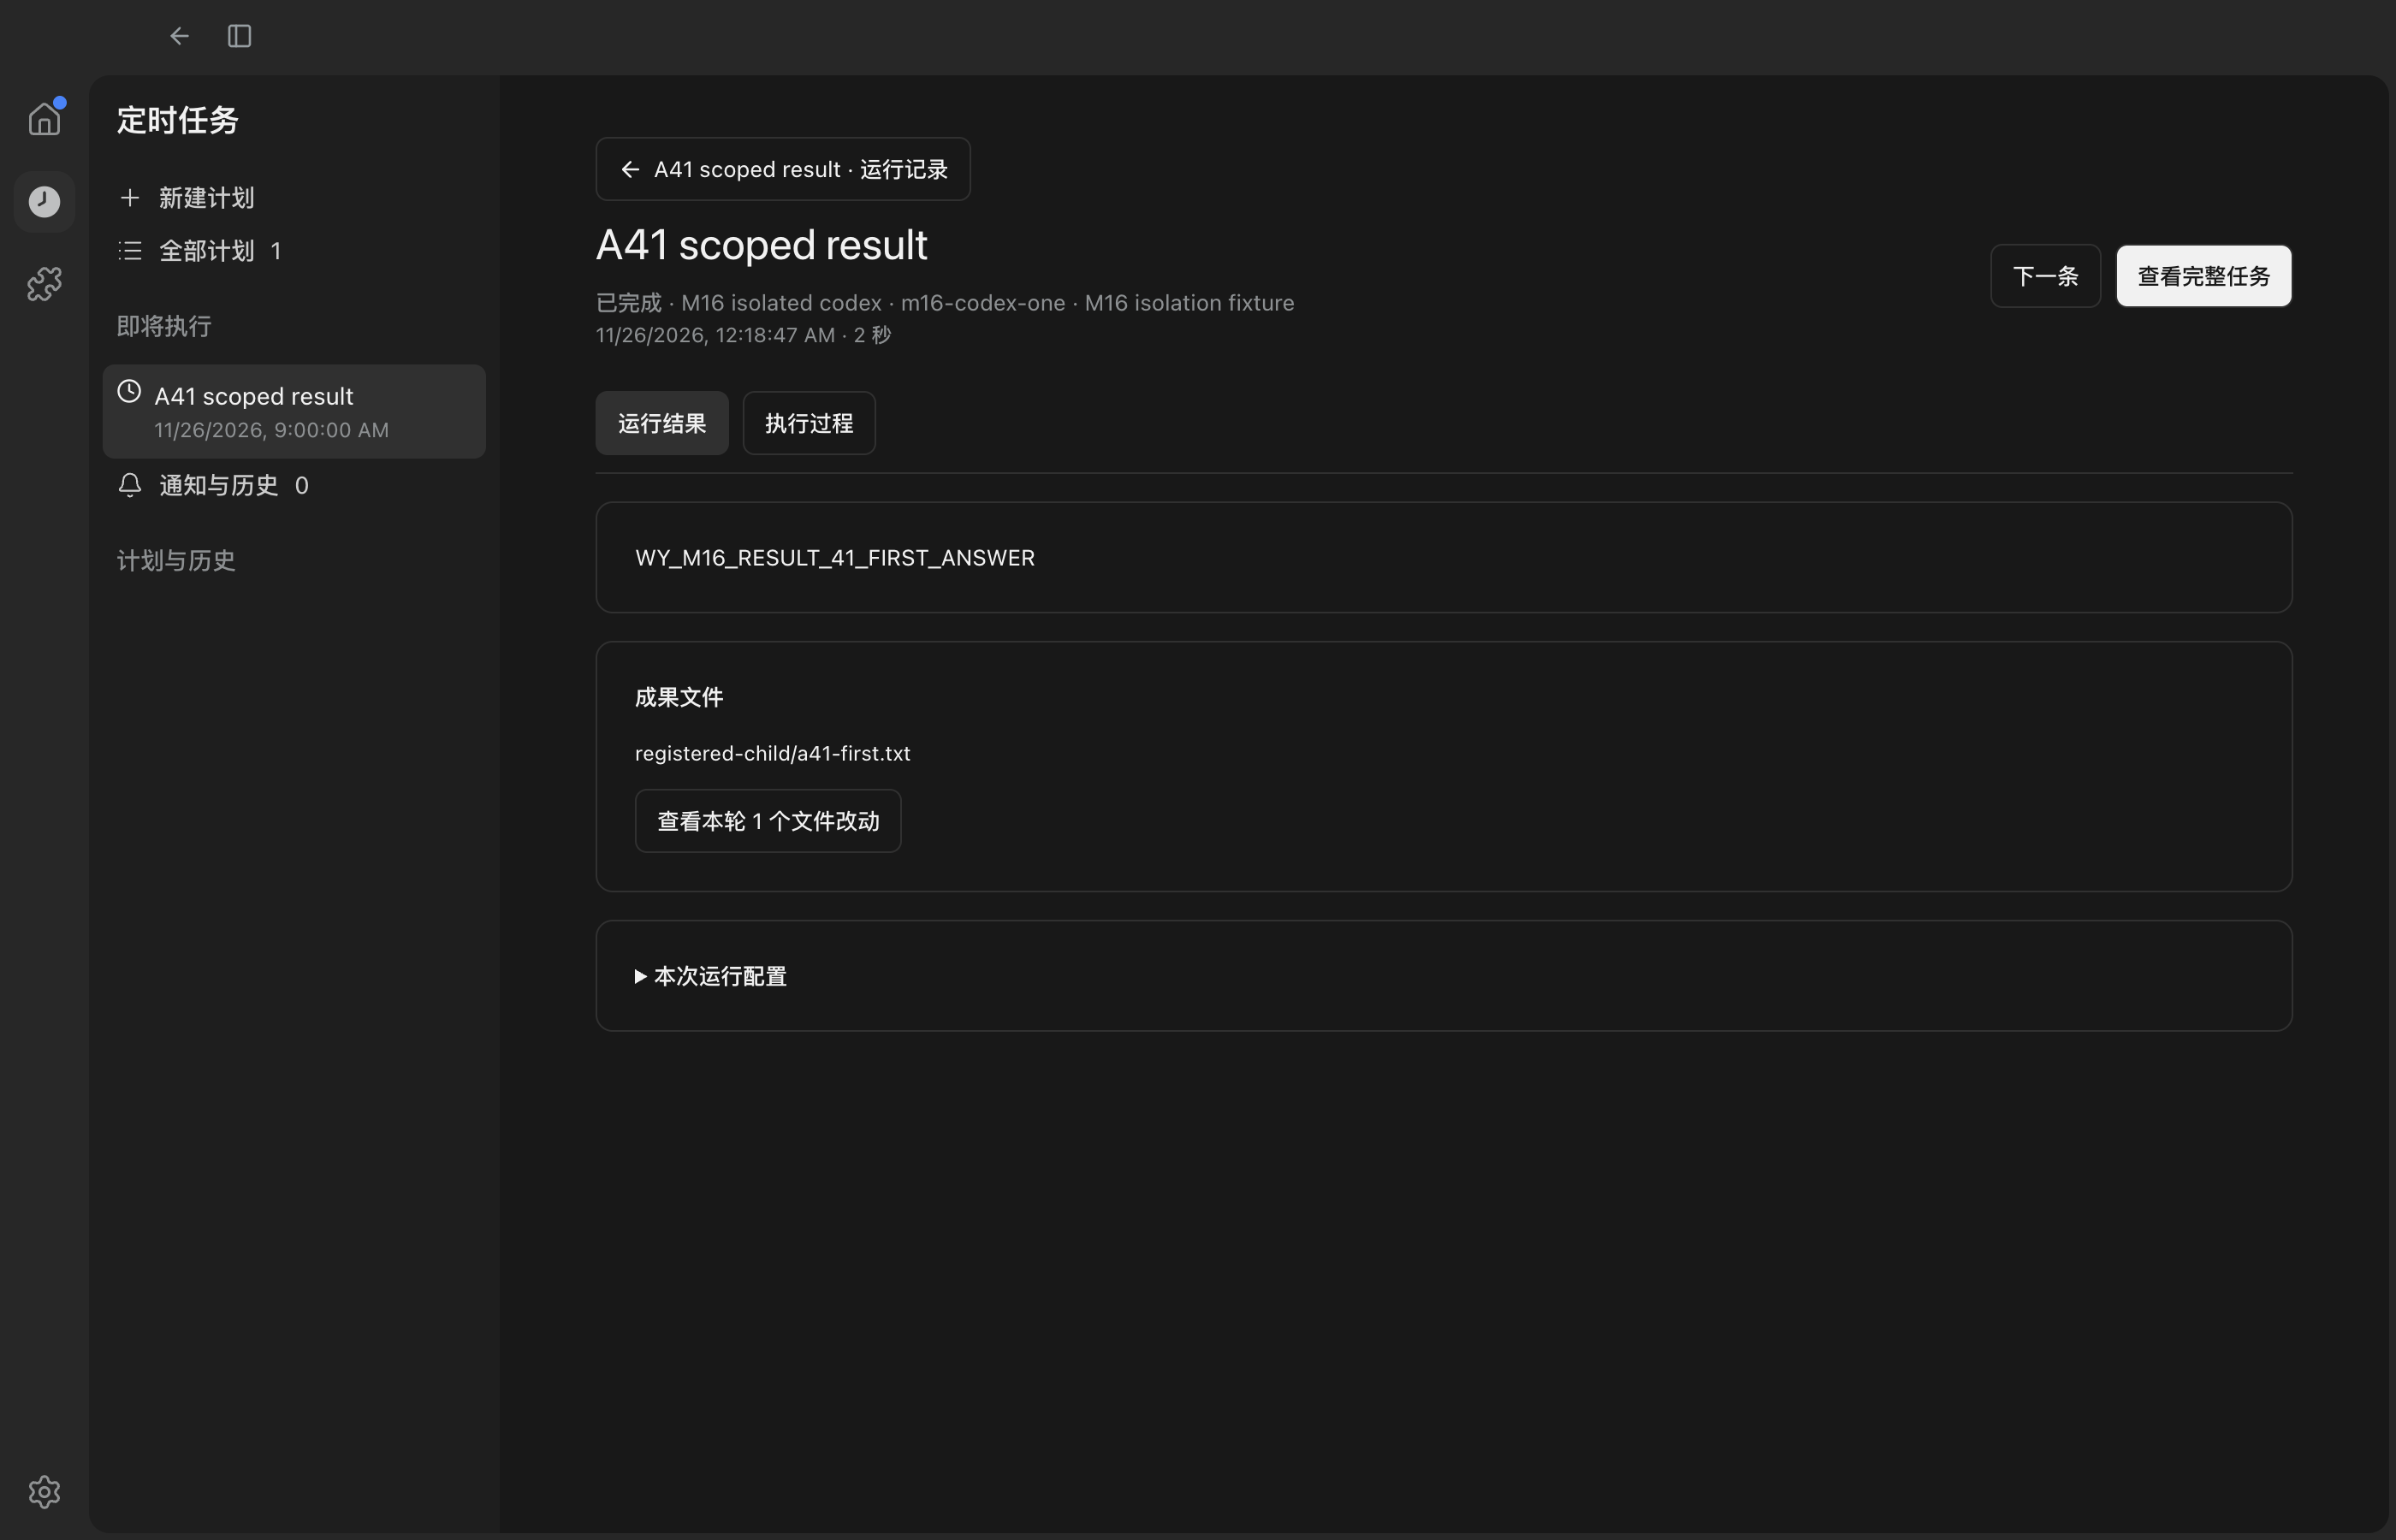 定时任务
新建计划
全部计划 1
即将执行
A41 scoped result
11/26/2026, 9:00:00 AM
通知与历史 0
计划与历史
A41 scoped result · 运行记录
A41 scoped result
已完成 · M16 isolated codex · m16-codex-one · M16 isolation fixture
11/26/2026, 12:18:47 AM · 2 秒
下一条
查看完整任务
运行结果
执行过程
WY_M16_RESULT_41_FIRST_ANSWER
成果文件
registered-child/a41-first.txt
查看本轮 1 个文件改动
本次运行配置